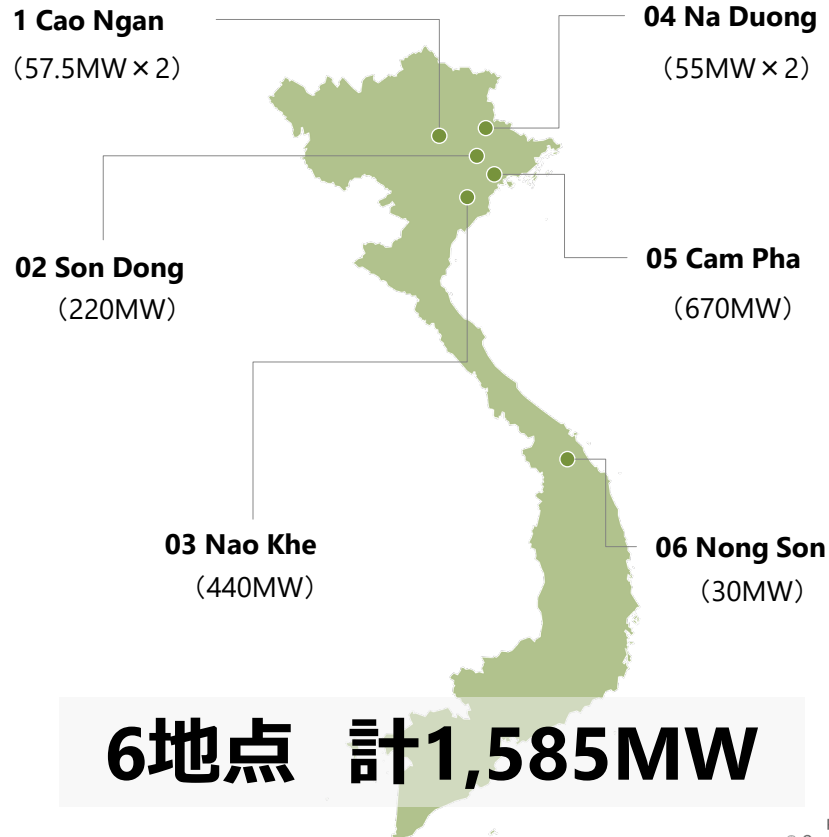 1 Cao Ngan
（57.5MW×2）
04 Na Duong
（55MW×2）
02 Son Dong
（220MW）
05 Cam Pha
（670MW）
03 Nao Khe
（440MW）
06 Nong Son
（30MW）
6地点 計1,585MW